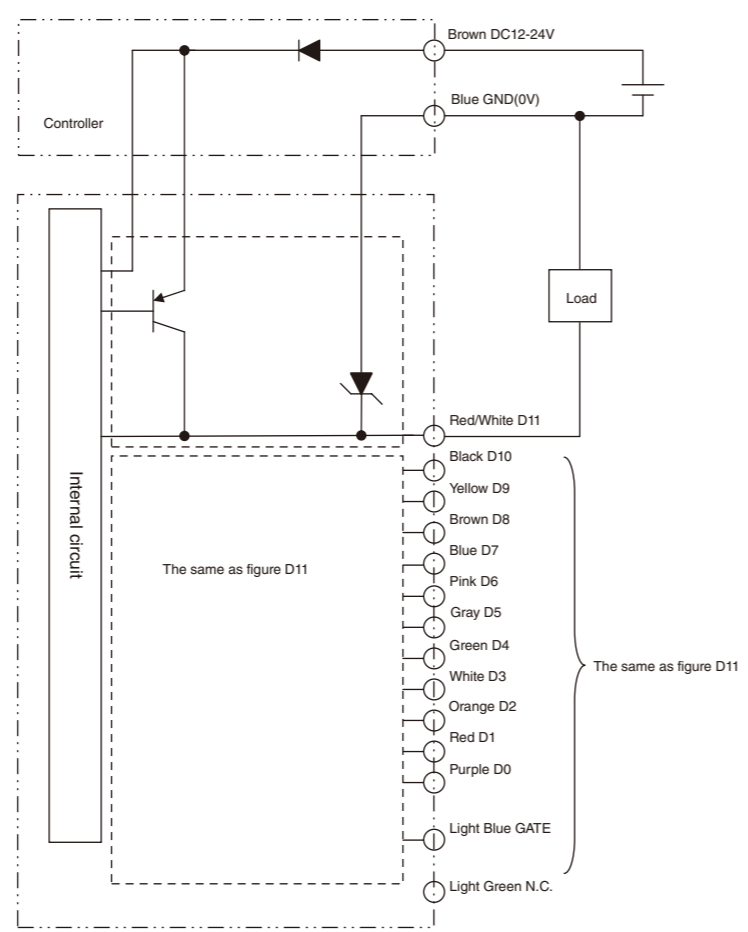 Brown DC12-24V
Blue GND(0V)
Controller
Load
Red/White D11
Black D10
Yellow D9
Brown D8
Blue D7
Pink D6
Gray D5
Green D4
White D3
Orange D2
Red D1
Purple D0
Light Blue GATE
Light Green N.C.
Internal circuit
The same as figure D11
The same as figure D11